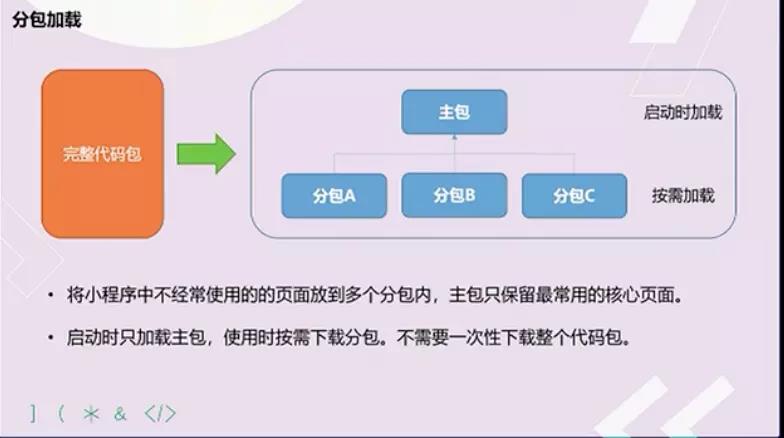 分包加载
完整代码包
主包
启动时加载
分包A
分包B
分包C
按需加载
• 将小程序中不经常使用的的页面放到多个分包内，主包只保留最常用的核心页面。
• 启动时只加载主包，使用时按需下载分包。不需要一次性下载整个代码包。
] ( * & </>